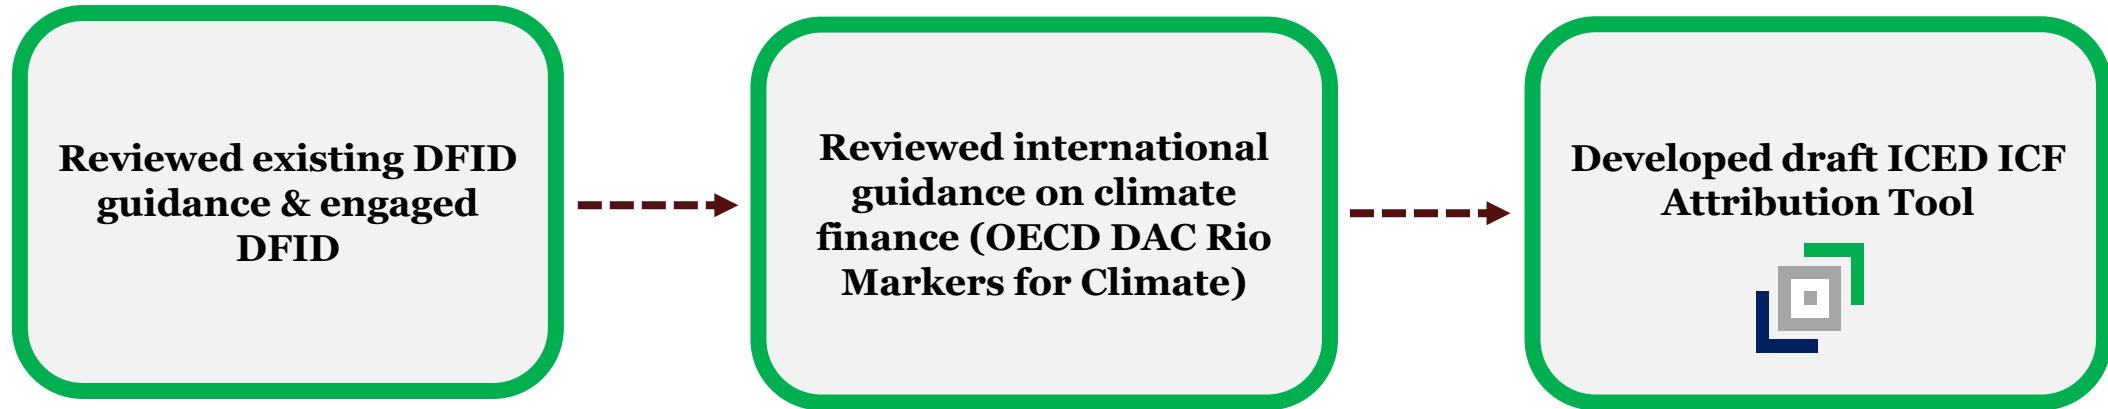 Reviewed existing DFID
guidance & engaged
DFID
Reviewed international
guidance on climate
finance (OECD DAC Rio
Markers for Climate)
Developed draft ICED ICF
Attribution Tool